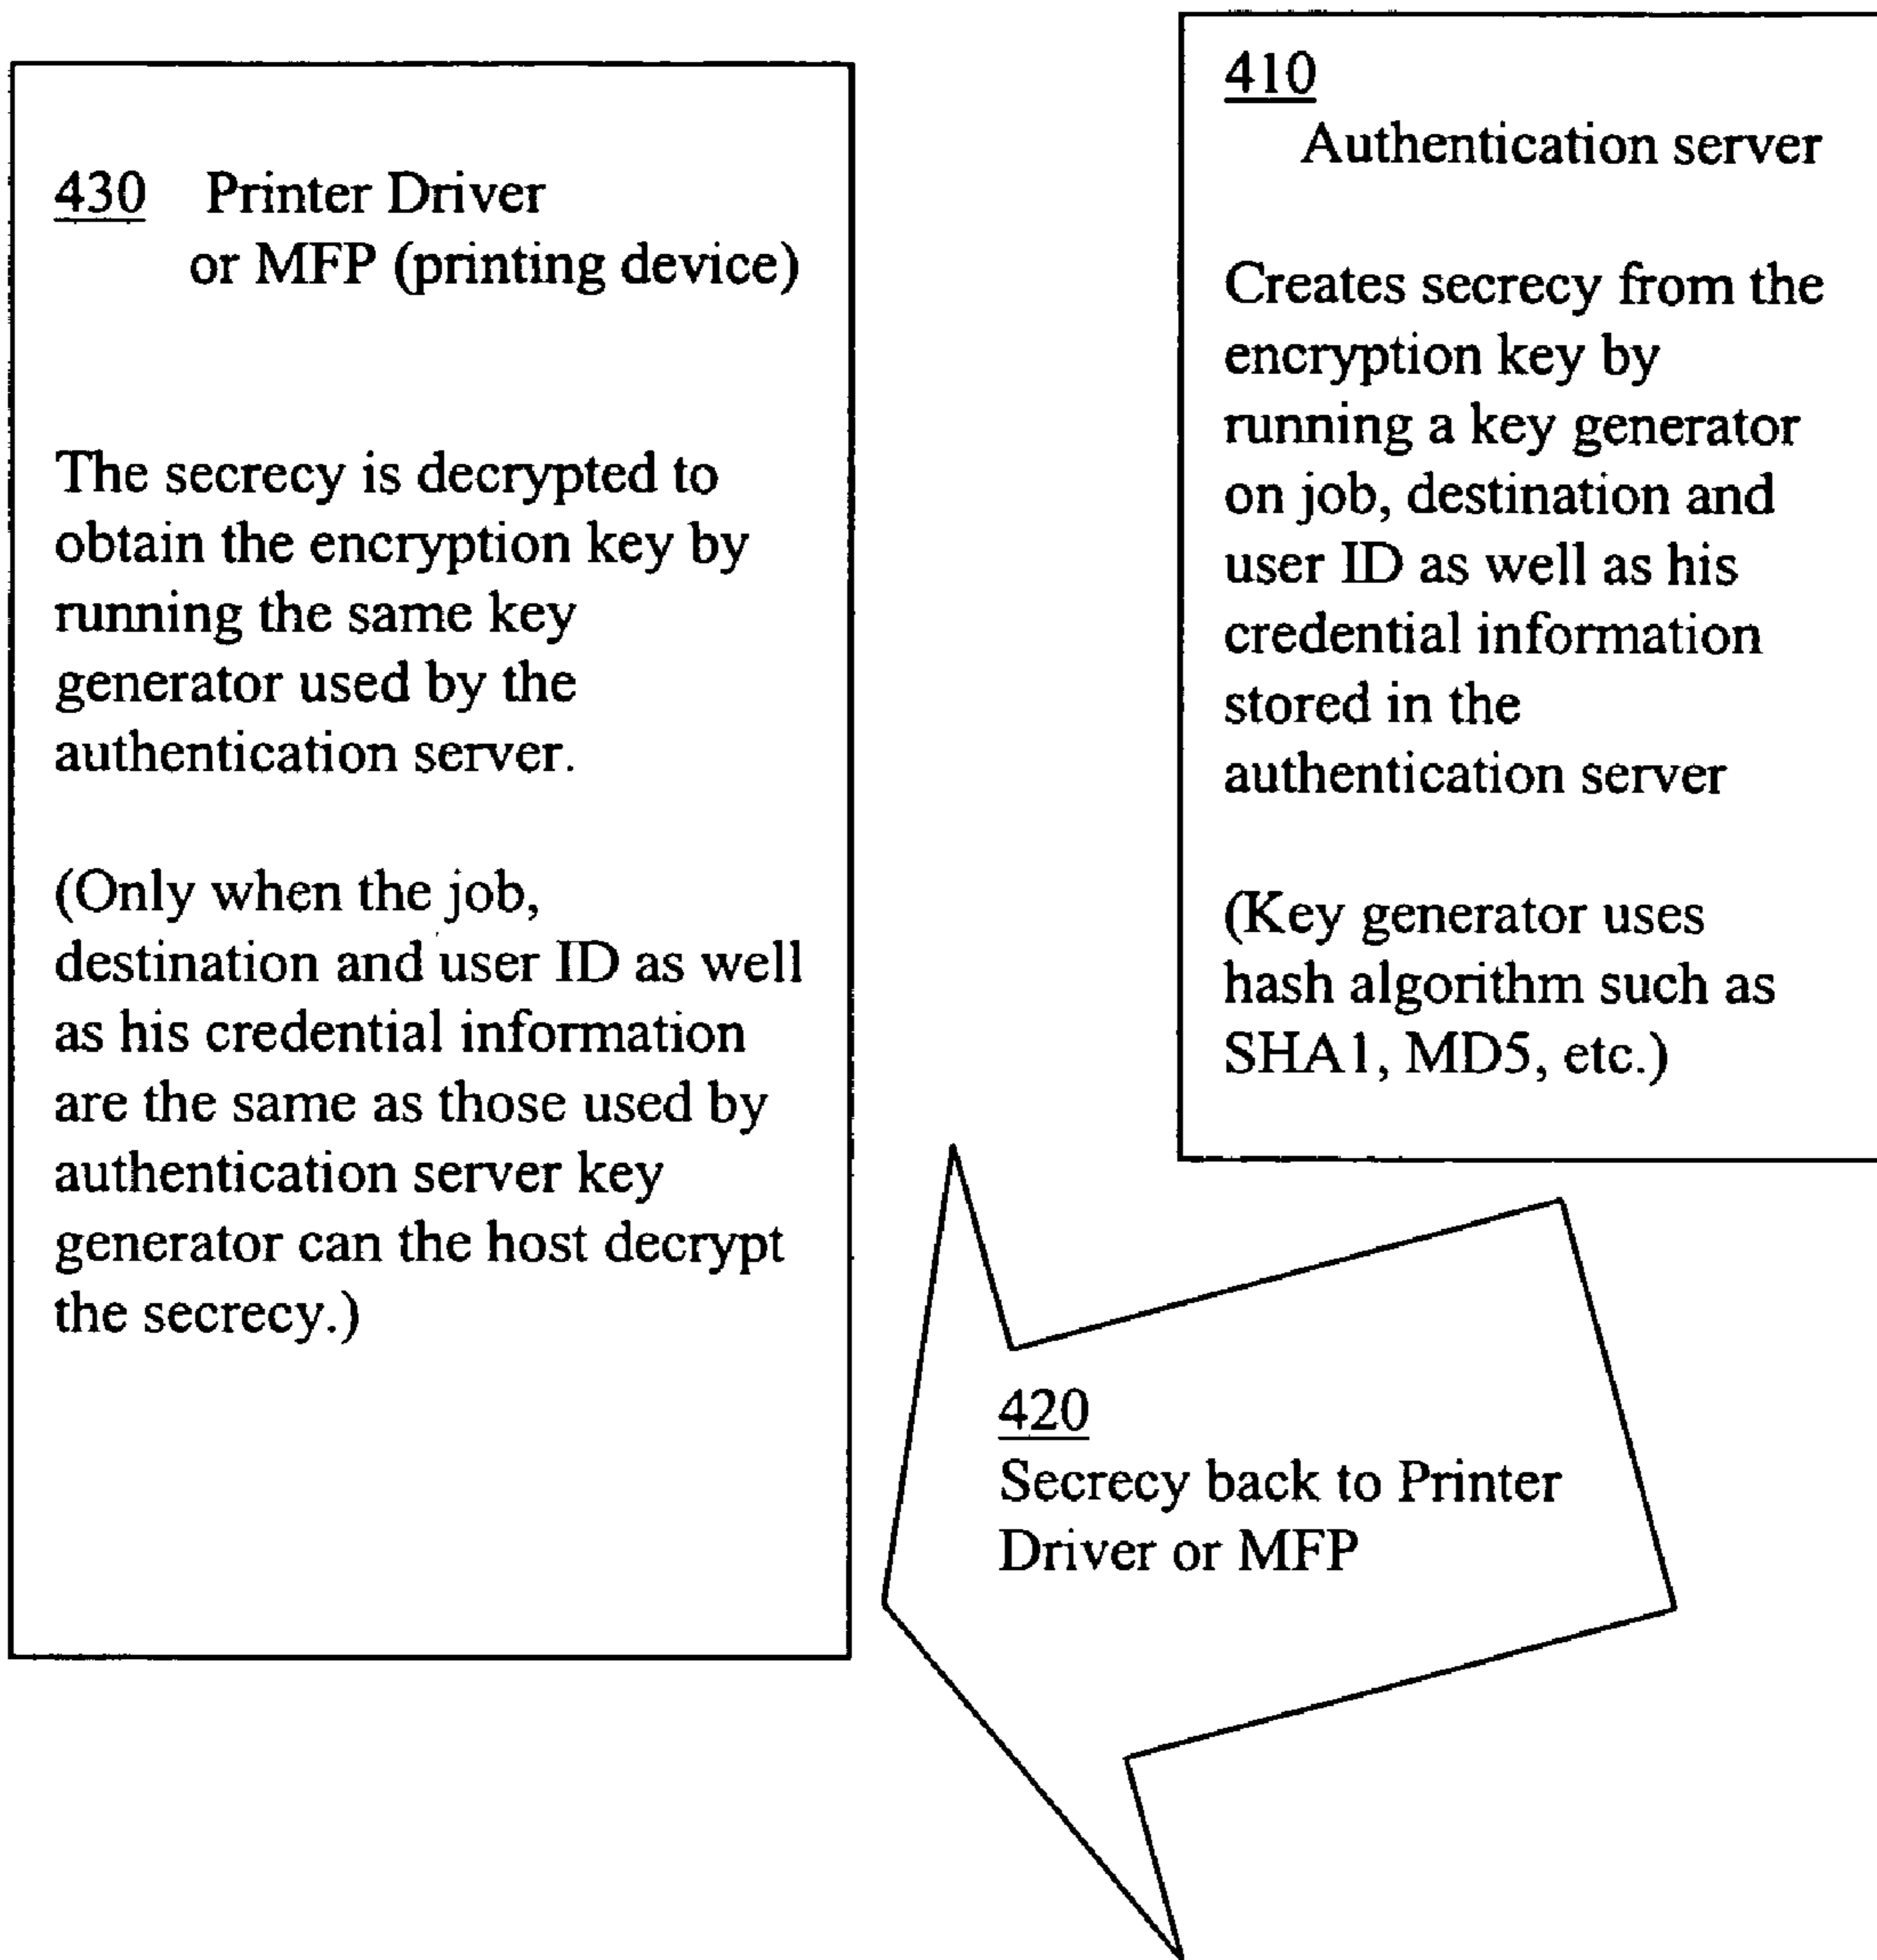 430 Printer Driver
or MFP (printing device)
The secrecy is decrypted to
obtain the encryption key by
running the same key
generator used by the
authentication server.
(Only when the job,
destination and user ID as well
as his credential information
are the same as those used by
authentication server key
generator can the host decrypt
the secrecy.)
410
Authentication server
Creates secrecy from the
encryption key by
running a key generator
on job, destination and
user ID as well as his
credential information
stored in the
authentication server
(Key generator uses
hash algorithm such as
SHA1, MD5, etc.)
420
Secrecy back to Printer
Driver or MFP